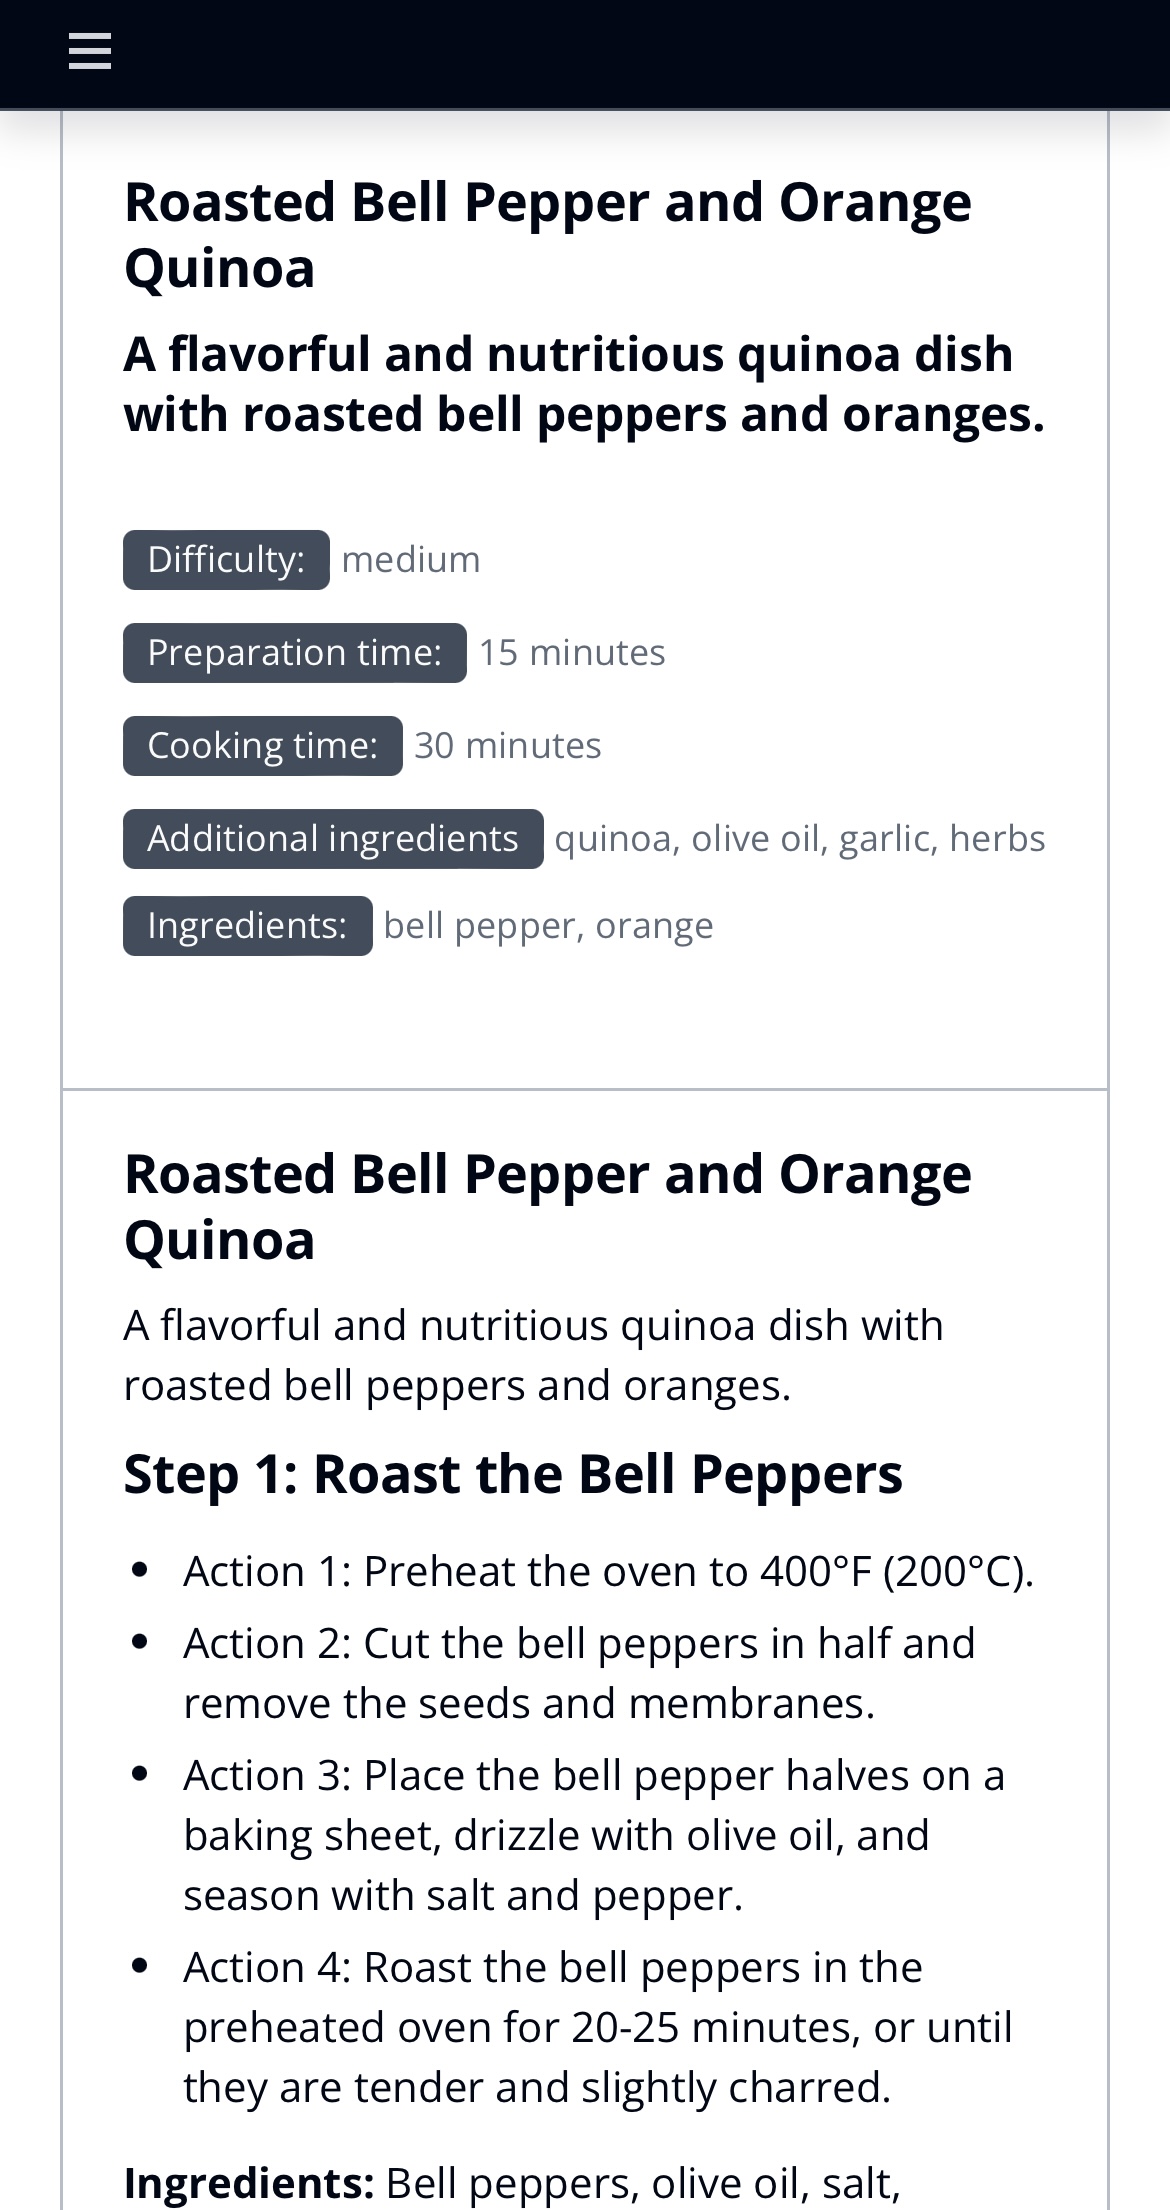 Roasted Bell Pepper and Orange
Quinoa
A flavorful and nutritious quinoa dish
with roasted bell peppers and oranges.
Difficulty: medium
Preparation time: 15 minutes
Cooking time: 30 minutes
Additional ingredients quinoa, olive oil, garlic, herbs
Ingredients: bell pepper, orange
Roasted Bell Pepper and Orange
Quinoa
A flavorful and nutritious quinoa dish with
roasted bell peppers and oranges.
Step 1: Roast the Bell Peppers
• Action 1: Preheat the oven to 400°F (200°C).
• Action 2: Cut the bell peppers in half and
remove the seeds and membranes.
• Action 3: Place the bell pepper halves on a
baking sheet, drizzle with olive oil, and
season with salt and pepper.
• Action 4: Roast the bell peppers in the
preheated oven for 20-25 minutes, or until
they are tender and slightly charred.
Ingredients: Bell peppers, olive oil, salt,